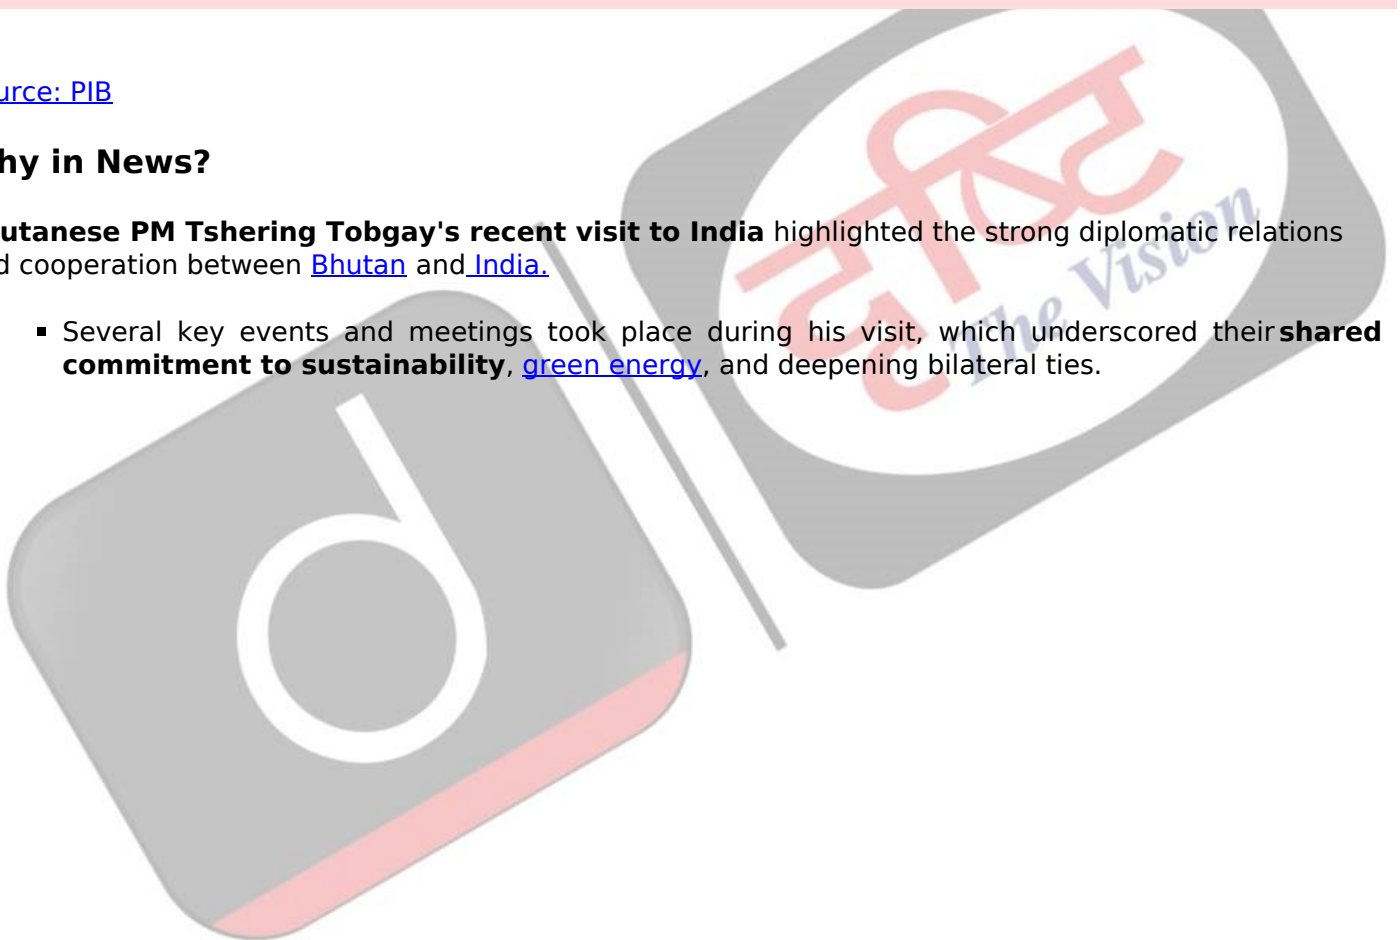 urce: PIB
hy in News?
utanese PM Tshering Tobgay's recent visit to India highlighted the strong diplomatic relations
d cooperation between Bhutan and India.
Several key events and meetings took place during his visit, which underscored their shared
commitment to sustainability, green energy, and deepening bilateral ties.
दृष्टि
The Vision